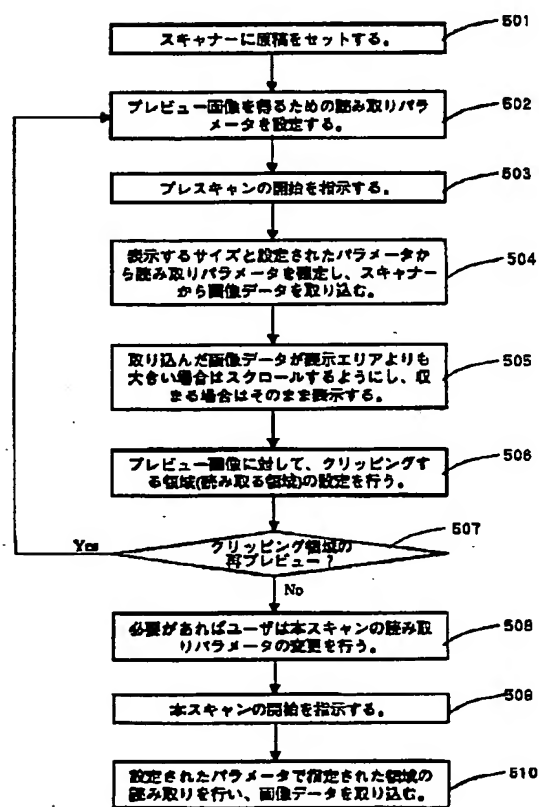 501
スキャナーに原稿をセットする。
502
プレビュー画像を得るための読み取りパラ
メータを設定する。
503
プレスキャンの開始を指示する。
504
表示するサイズと設定されたパラメータか
ら読み取りパラメータを確定し、スキャナー
から画像データを取り込む。
505
取り込んだ画像データが表示エリアよりも
大きい場合はスクロールするようにし、収
まる場合はそのまま表示する。
506
プレビュー画像に対して、クリッピングす
る領域(読み取る領域)の設定を行う。
507
Yes
クリッピング領域の
再プレビュー?
No
508
必要があればユーザは本スキャンの読み取
りパラメータの変更を行う。
509
本スキャンの開始を指示する。
510
設定されたパラメータで指定された領域の
読み取りを行い、画像データを取り込む。